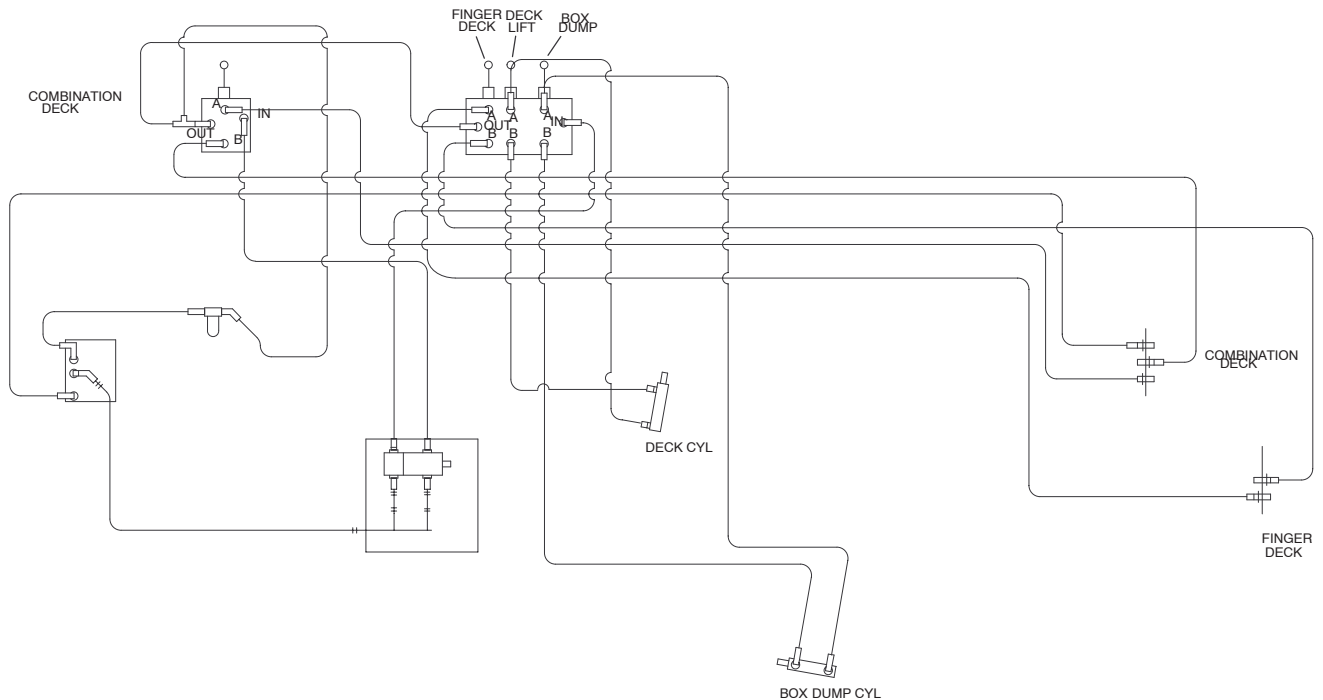 FINGER
DECK
DECK
LIFT
BOX
DUMP
COMBINATION
DECK
A
IN
OUT
B
A
A
A
OUT
IN
B
B
B
COMBINATION
DECK
DECK CYL
FINGER
DECK
BOX DUMP CYL